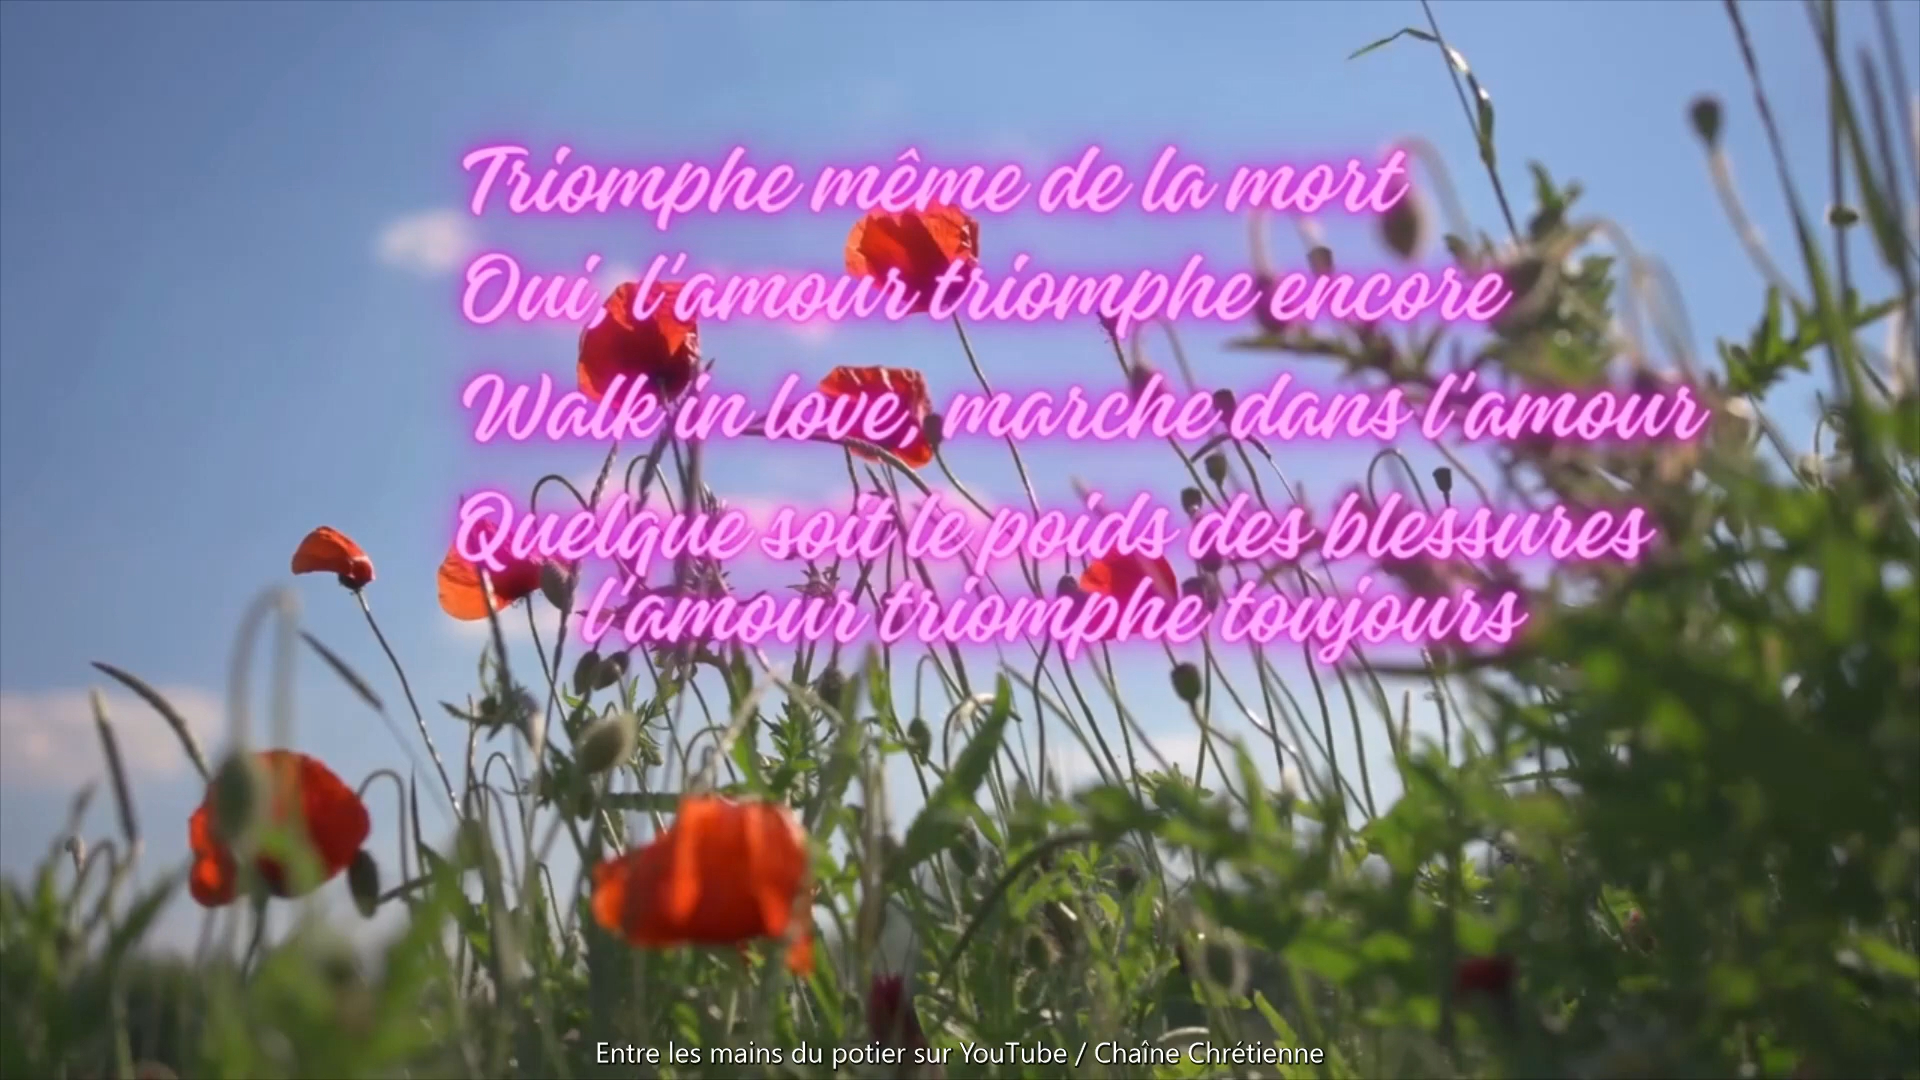 Triomphe même de la mort
Oui, l'amour triomphe encore
Walk in love, marche dans l'amour
Quelque soit le poids des blessures
l'amour triomphe toujours
Entre les mains du potier sur YouTube / Chaîne Chrétienne